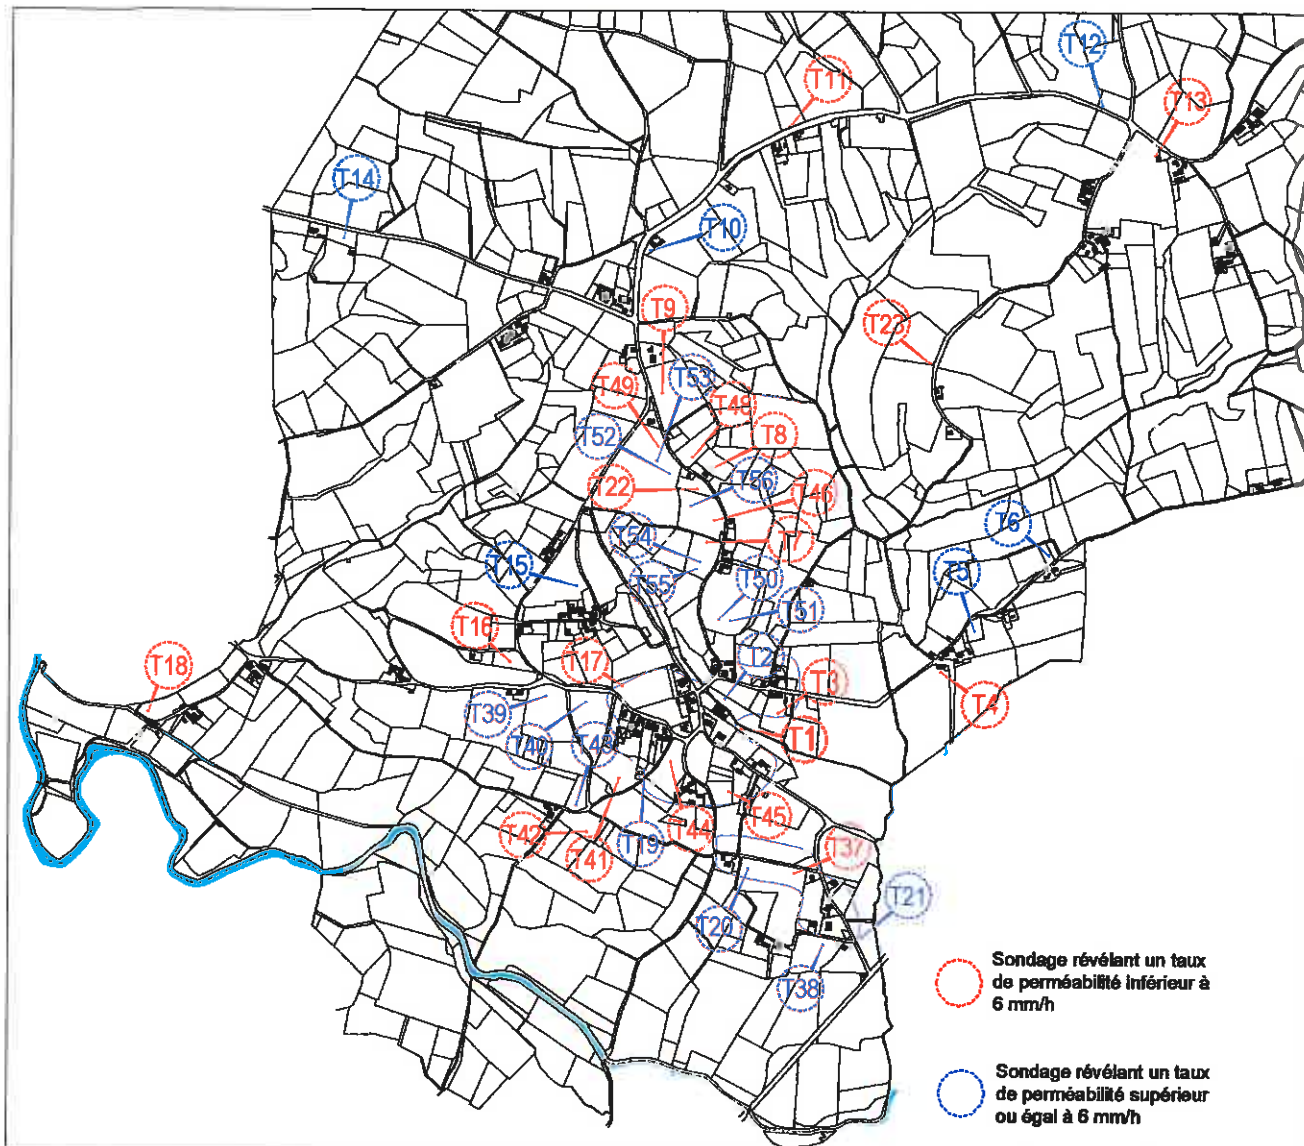 T12
T11
T13
T14
T10
T9
T23
T53
T49
T48
T52
T8
T56
T22
T46
T6
T54
T7
T15
T5
T55
T50
T51
T16
T2
T17
T18
T3
T4
T39
T40
T43
T1
T42
T41
T19
T44
T45
T37
T21
T20
T38
Sondage révélant un taux
de perméabilité inférieur à
6 mm/h
Sondage révélant un taux
de perméabilité supérieur
ou égal à 6 mm/h